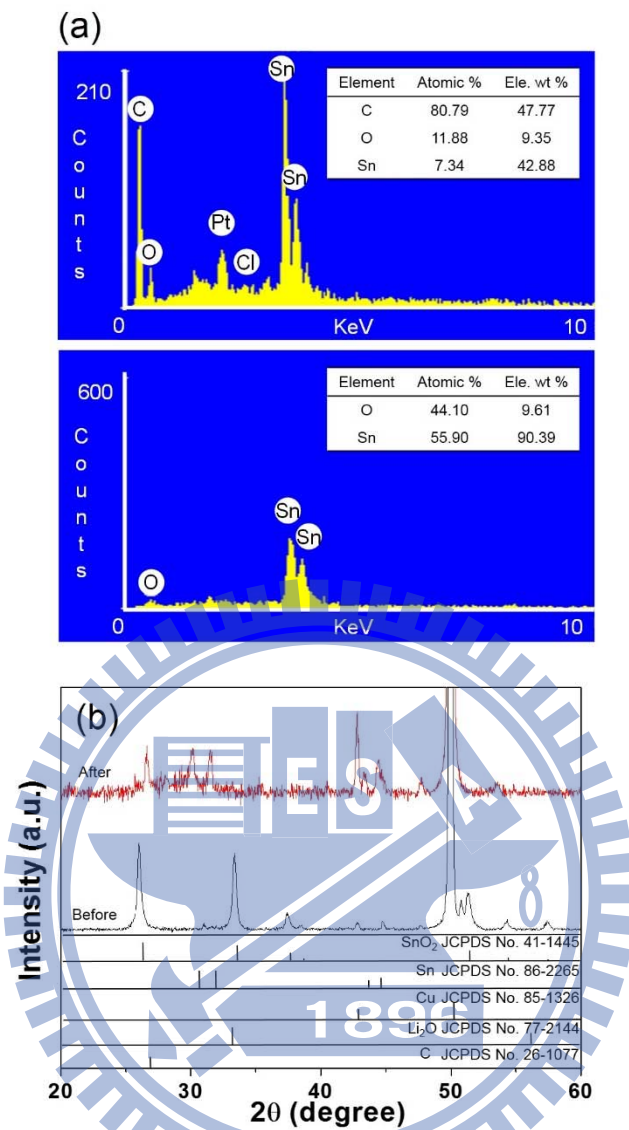 (a)
210
Counts
C
O
Pt
Cl
Sn
Sn
Element Atomic % Ele. wt %
C 80.79 47.77
O 11.88 9.35
Sn 7.34 42.88
0 KeV 10
600
Counts
O
Sn
Sn
Element Atomic % Ele. wt %
O 44.10 9.61
Sn 55.90 90.39
0 KeV 10
(b)
Intensity (a.u.)
After
Before
SnO₂ JCPDS No. 41-1445
Sn JCPDS No. 86-2265
Cu JCPDS No. 85-1326
Li₂O JCPDS No. 77-2144
C JCPDS No. 26-1077
20 30 40 50 60
2θ (degree)
ES
1896